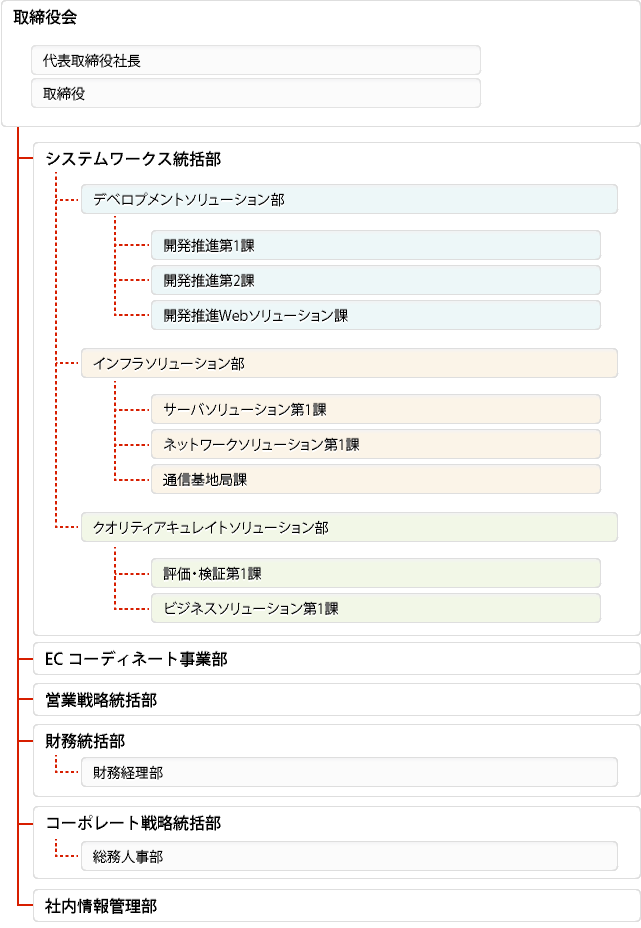 取締役会
代表取締役社長
取締役
システムワークス統括部
デベロプメントソリューション部
開発推進第1課
開発推進第2課
開発推進Webソリューション課
インフラソリューション部
サーバソリューション第1課
ネットワークソリューション第1課
通信基地局課
クオリティアキュレイトソリューション部
評価・検証第1課
ビジネスソリューション第1課
EC コーディネート事業部
営業戦略統括部
財務統括部
財務経理部
コーポレート戦略統括部
総務人事部
社内情報管理部